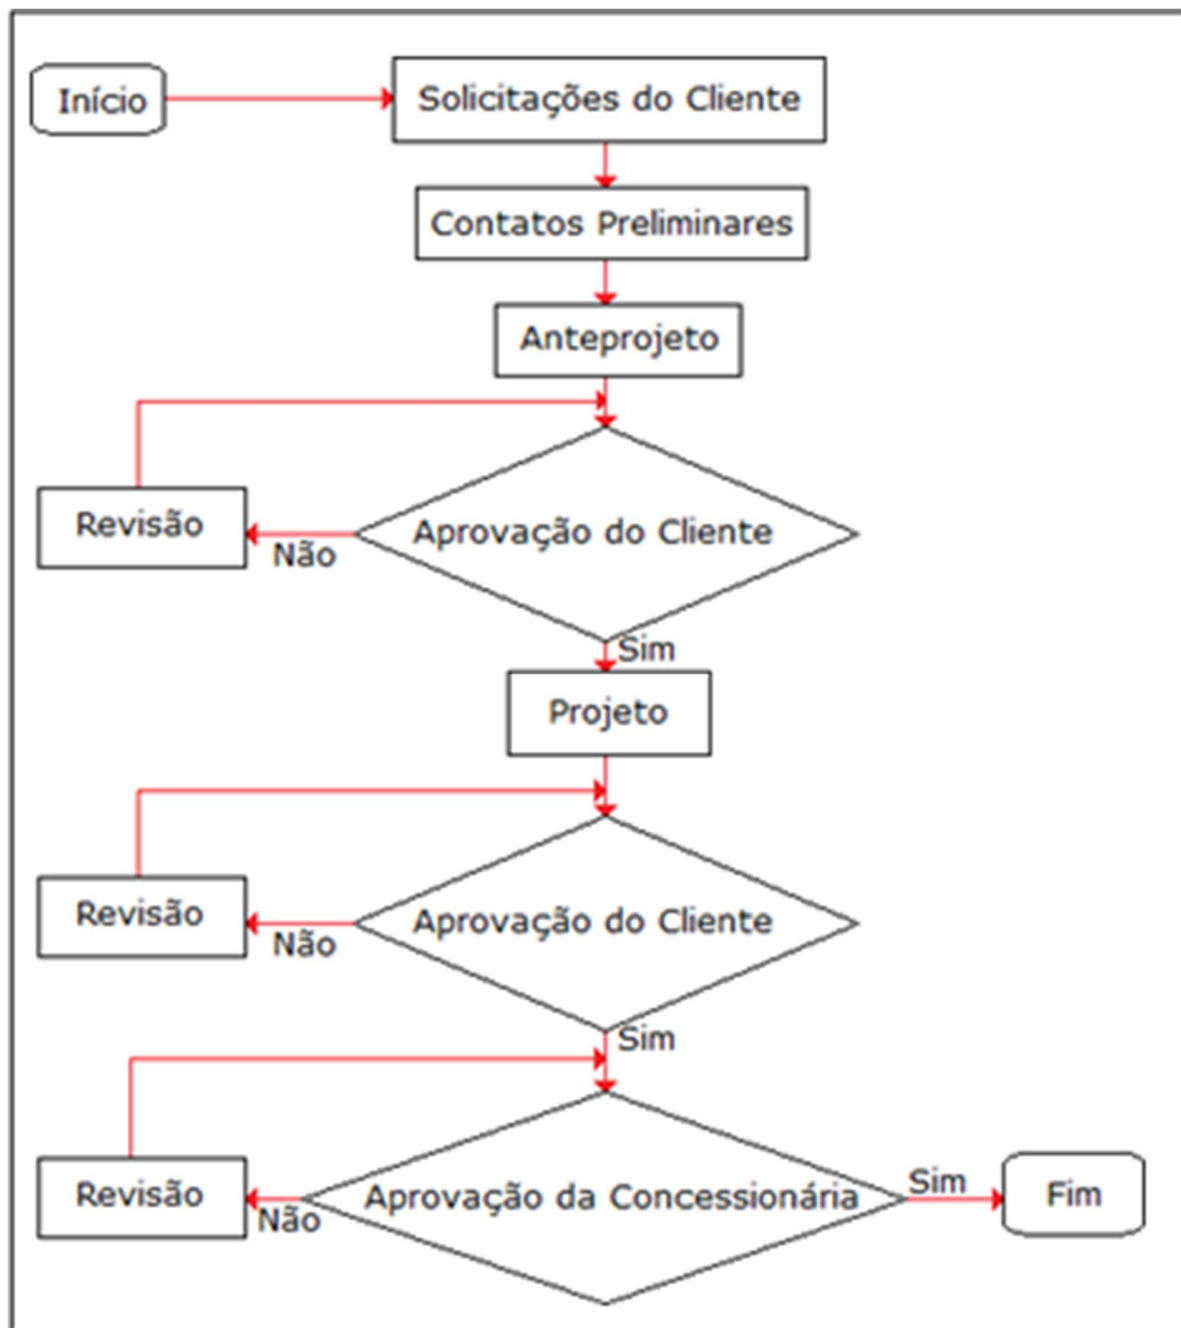 Início
Solicitações do Cliente
Contatos Preliminares
Anteprojeto
Aprovação do Cliente
Não
Revisão
Sim
Projeto
Aprovação do Cliente
Não
Revisão
Sim
Aprovação da Concessionária
Não
Revisão
Sim
Fim